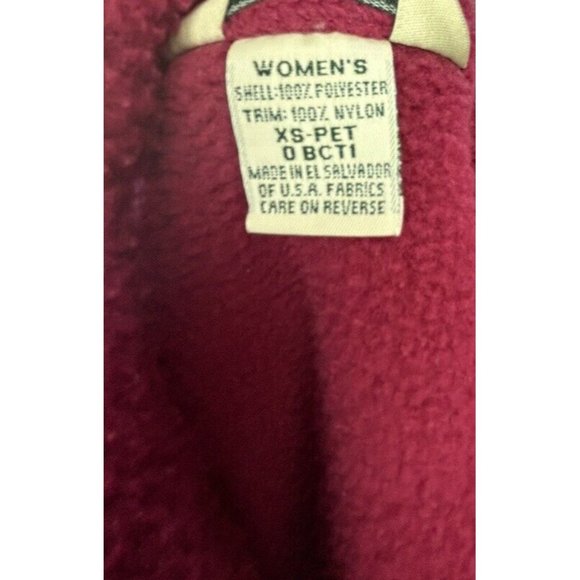 WOMEN'S
SHELL:100% POLYESTER
TRIM: 100% NYLON
XS-PET
0 BCT1
MADE IN EL SALVADOR
OF U.S.A. FABRICS
CARE ON REVERSE